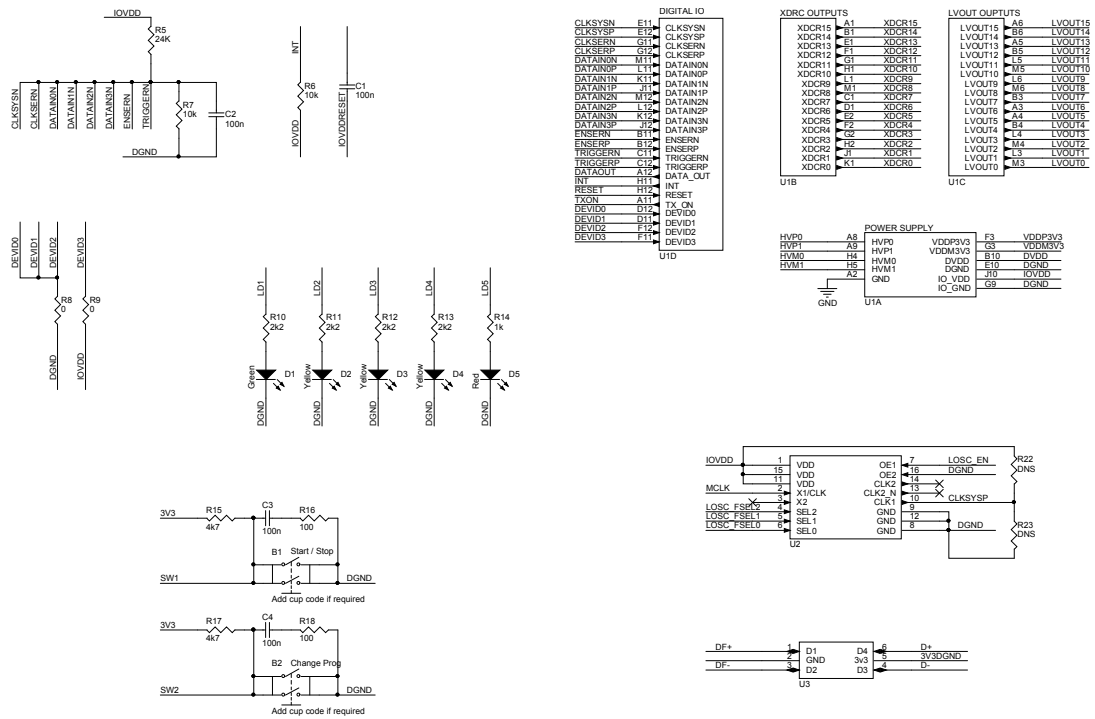 IOVDD
R5
24K
CLKSYSN
CLKSERN
DATAIN0N
DATAIN1N
DATAIN2N
DATAIN3N
ENSERN
TRIGGERN
R7
10k
C2
100n
DGND
INT
R6
10k
IOVDD
C1
100n
IOVDDRESET
DEVID0
DEVID1
DEVID2
DEVID3
R8
0
R9
0
DGND
IOVDD
LD1
LD2
LD3
LD4
LD5
R10
2k2
R11
2k2
R12
2k2
R13
2k2
R14
1k
Green
D1
Yellow
D2
Yellow
D3
Yellow
D4
Red
D5
DGND
DGND
DGND
DGND
DGND
3V3
R15
4k7
C3
100n
R16
100
B1 Start / Stop
SW1
DGND
Add cup code if required
3V3
R17
4k7
C4
100n
R18
100
B2 Change Prog
SW2
DGND
Add cup code if required
DIGITAL IO
CLKSYSN E11 CLKSYSN
CLKSYSP E12 CLKSYSP
CLKSERN G11 CLKSERN
CLKSERP G12 CLKSERP
DATAIN0N M11 DATAIN0N
DATAIN0P L11 DATAIN0P
DATAIN1N K11 DATAIN1N
DATAIN1P J11 DATAIN1P
DATAIN2N M12 DATAIN2N
DATAIN2P L12 DATAIN2P
DATAIN3N K12 DATAIN3N
DATAIN3P J12 DATAIN3P
ENSERN B11 ENSERN
ENSERP B12 ENSERP
TRIGGERN C11 TRIGGERN
TRIGGERP C12 TRIGGERP
DATAOUT A12 DATA_OUT
INT H11 INT
RESET H12 RESET
TXON A11 TX_ON
DEVID0 D12 DEVID0
DEVID1 D11 DEVID1
DEVID2 F12 DEVID2
DEVID3 F11 DEVID3
U1D
XDRC OUTPUTS
XDCR15 A1 XDCR15
XDCR14 B1 XDCR14
XDCR13 E1 XDCR13
XDCR12 F1 XDCR12
XDCR11 G1 XDCR11
XDCR10 H1 XDCR10
XDCR9 L1 XDCR9
XDCR8 M1 XDCR8
XDCR7 C1 XDCR7
XDCR6 D1 XDCR6
XDCR5 E2 XDCR5
XDCR4 F2 XDCR4
XDCR3 G2 XDCR3
XDCR2 H2 XDCR2
XDCR1 J1 XDCR1
XDCR0 K1 XDCR0
U1B
LVOUT OUPTUTS
LVOUT15 A6 LVOUT15
LVOUT14 B6 LVOUT14
LVOUT13 A5 LVOUT13
LVOUT12 B5 LVOUT12
LVOUT11 L5 LVOUT11
LVOUT10 M5 LVOUT10
LVOUT9 L6 LVOUT9
LVOUT8 M6 LVOUT8
LVOUT7 B3 LVOUT7
LVOUT6 A3 LVOUT6
LVOUT5 A4 LVOUT5
LVOUT4 B4 LVOUT4
LVOUT3 L4 LVOUT3
LVOUT2 M4 LVOUT2
LVOUT1 L3 LVOUT1
LVOUT0 M3 LVOUT0
U1C
POWER SUPPLY
HVP0 A8 HVP0 VDDP3V3 F3 VDDP3V3
HVP1 A9 HVP1 VDDM3V3 G3 VDDM3V3
HVM0 H4 HVM0 DVDD B10 DVDD
HVM1 H5 HVM1 DGND E10 DGND
A2 GND IO_VDD J10 IOVDD
IO_GND G9 DGND
GND
U1A
IOVDD 1 VDD OE1 7 LOSC_EN
15 VDD OE2 16 DGND
11 VDD CLK2 14
MCLK 2 X1/CLK CLK2_N 13
3 X2 CLK1 10 CLKSYSP
LOSC_FSEL2 4 SEL2 GND 9
LOSC_FSEL1 5 SEL1 GND 12
LOSC_FSEL0 6 SEL0 GND 8 DGND
U2
R22
DNS
R23
DNS
DF+ 1 D1 D4 6 D+
2 GND 3v3 5 3V3DGND
DF- 3 D2 D3 4 D-
U3